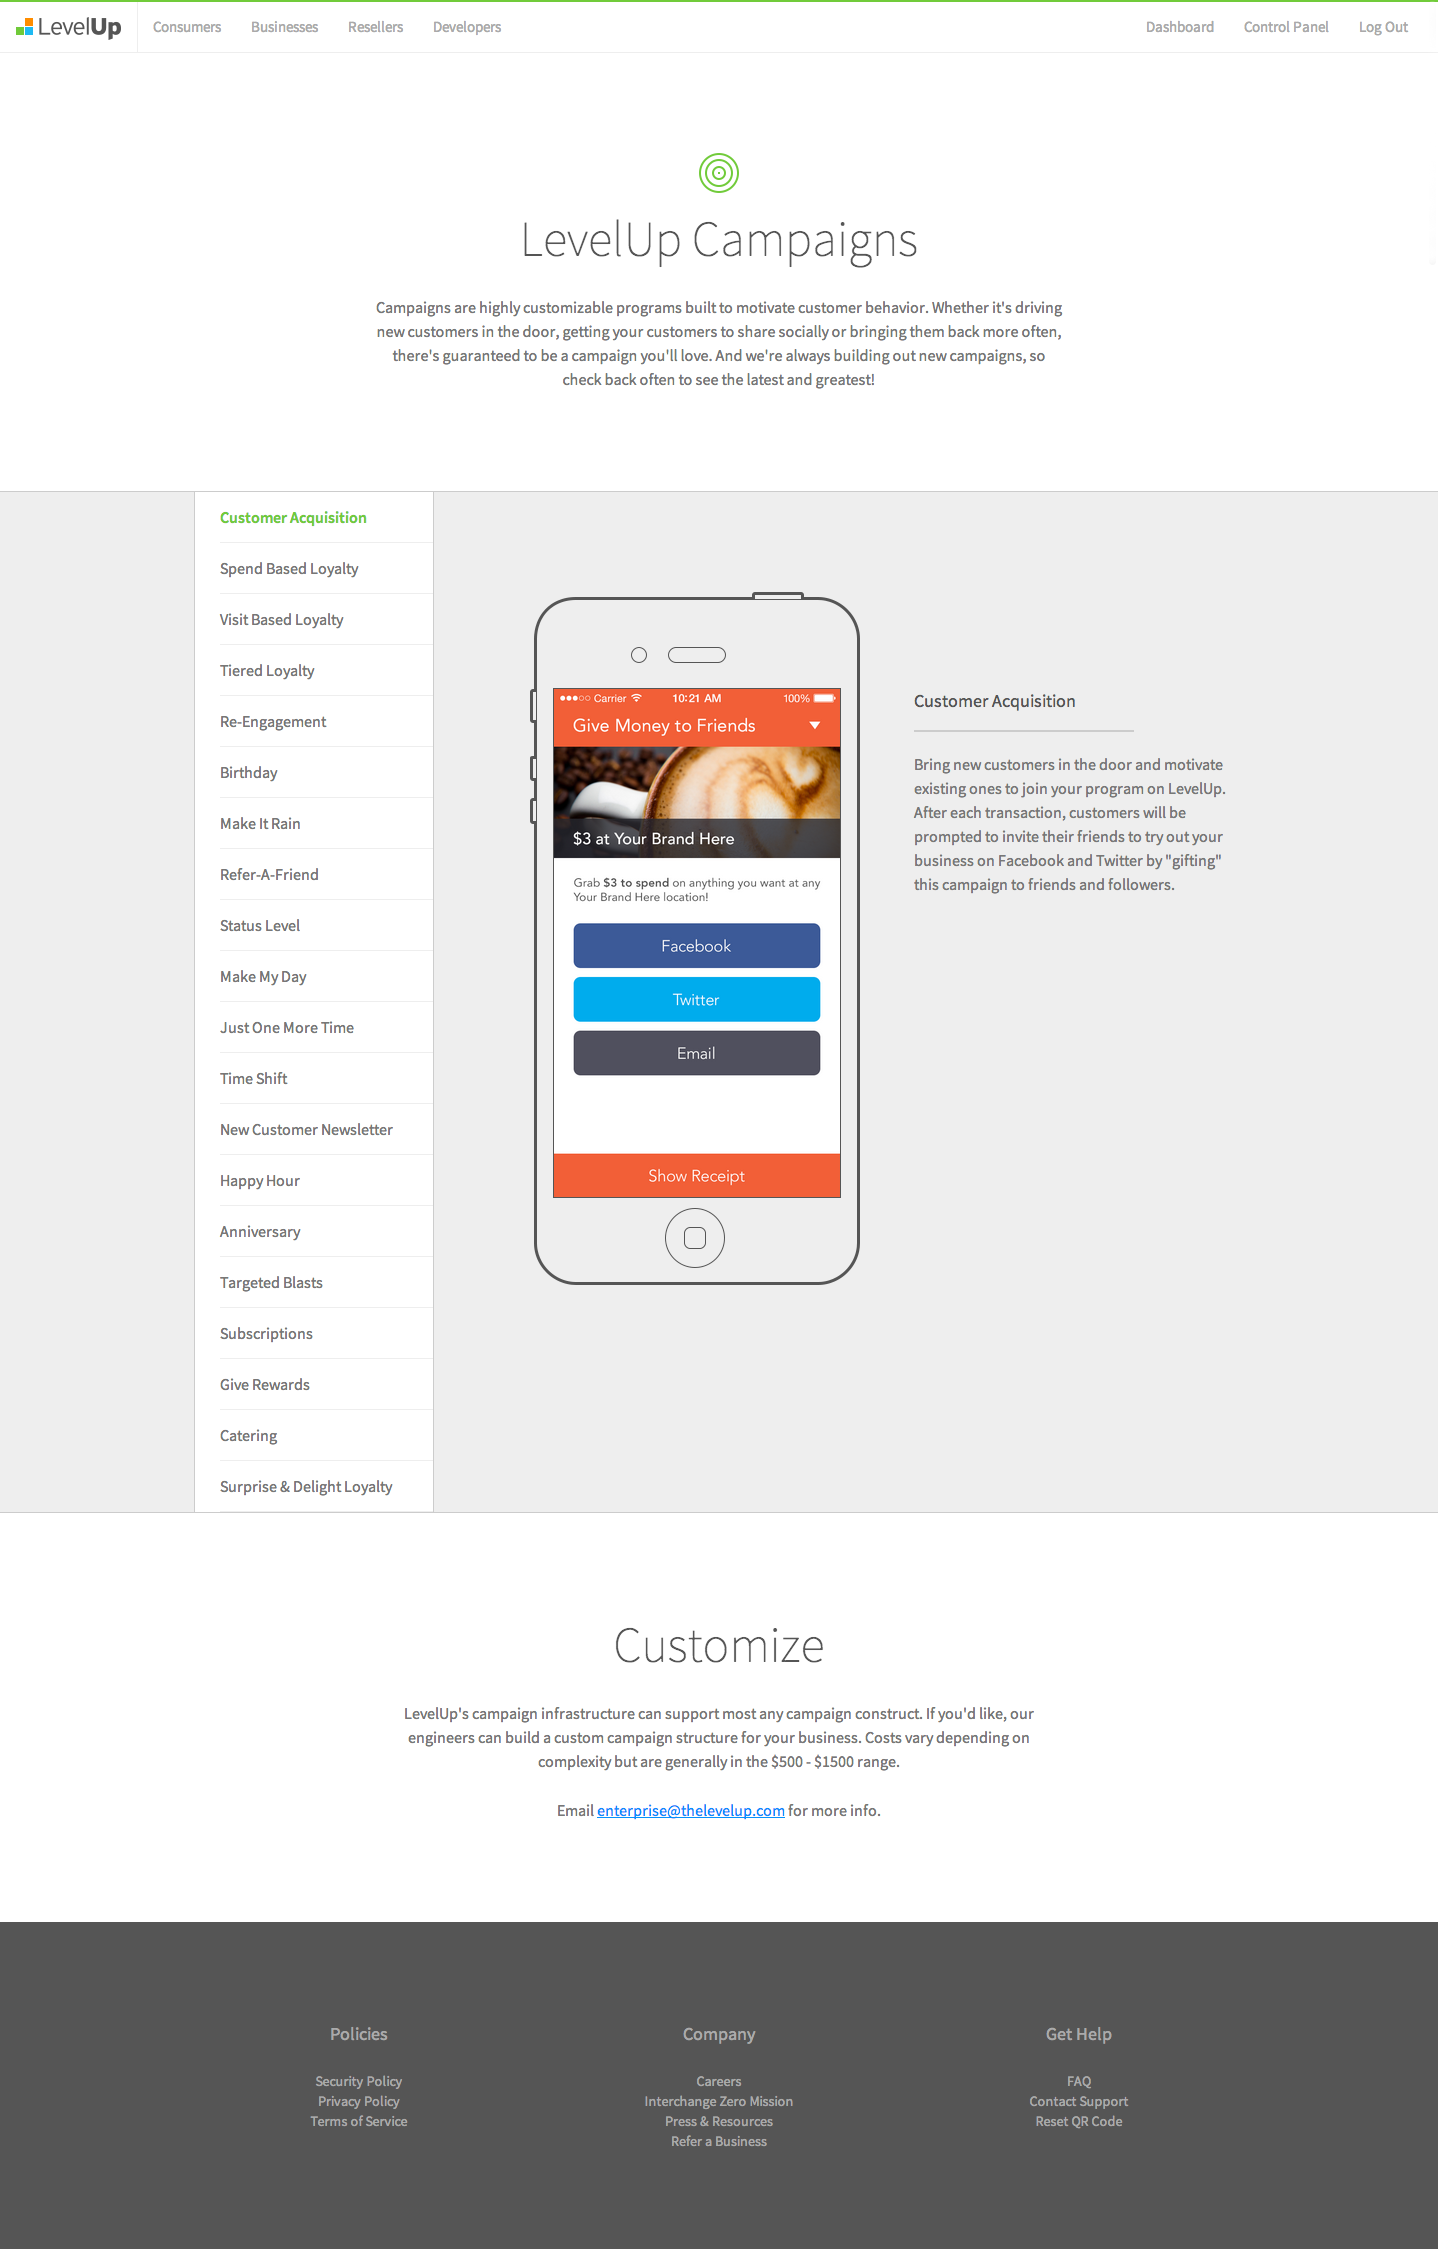 LevelUp Consumers Businesses Resellers Developers Dashboard Control Panel Log Out
LevelUp Campaigns
Campaigns are highly customizable programs built to motivate customer behavior. Whether it's driving
new customers in the door, getting your customers to share socially or bringing them back more often,
there's guaranteed to be a campaign you'll love. And we're always building out new campaigns, so
check back often to see the latest and greatest!
Customer Acquisition
Spend Based Loyalty
Visit Based Loyalty
Tiered Loyalty
Re-Engagement
Birthday
Make It Rain
Refer-A-Friend
Status Level
Make My Day
Just One More Time
Time Shift
New Customer Newsletter
Happy Hour
Anniversary
Targeted Blasts
Subscriptions
Give Rewards
Catering
Surprise & Delight Loyalty
Carrier 10:21 AM 100%
Give Money to Friends
$3 at Your Brand Here
Grab $3 to spend on anything you want at any
Your Brand Here location!
Facebook
Twitter
Email
Show Receipt
Customer Acquisition
Bring new customers in the door and motivate
existing ones to join your program on LevelUp.
After each transaction, customers will be
prompted to invite their friends to try out your
business on Facebook and Twitter by "gifting"
this campaign to friends and followers.
Customize
LevelUp's campaign infrastructure can support most any campaign construct. If you'd like, our
engineers can build a custom campaign structure for your business. Costs vary depending on
complexity but are generally in the $500 - $1500 range.
Email enterprise@thelevelup.com for more info.
Policies
Security Policy
Privacy Policy
Terms of Service
Company
Careers
Interchange Zero Mission
Press & Resources
Refer a Business
Get Help
FAQ
Contact Support
Reset QR Code